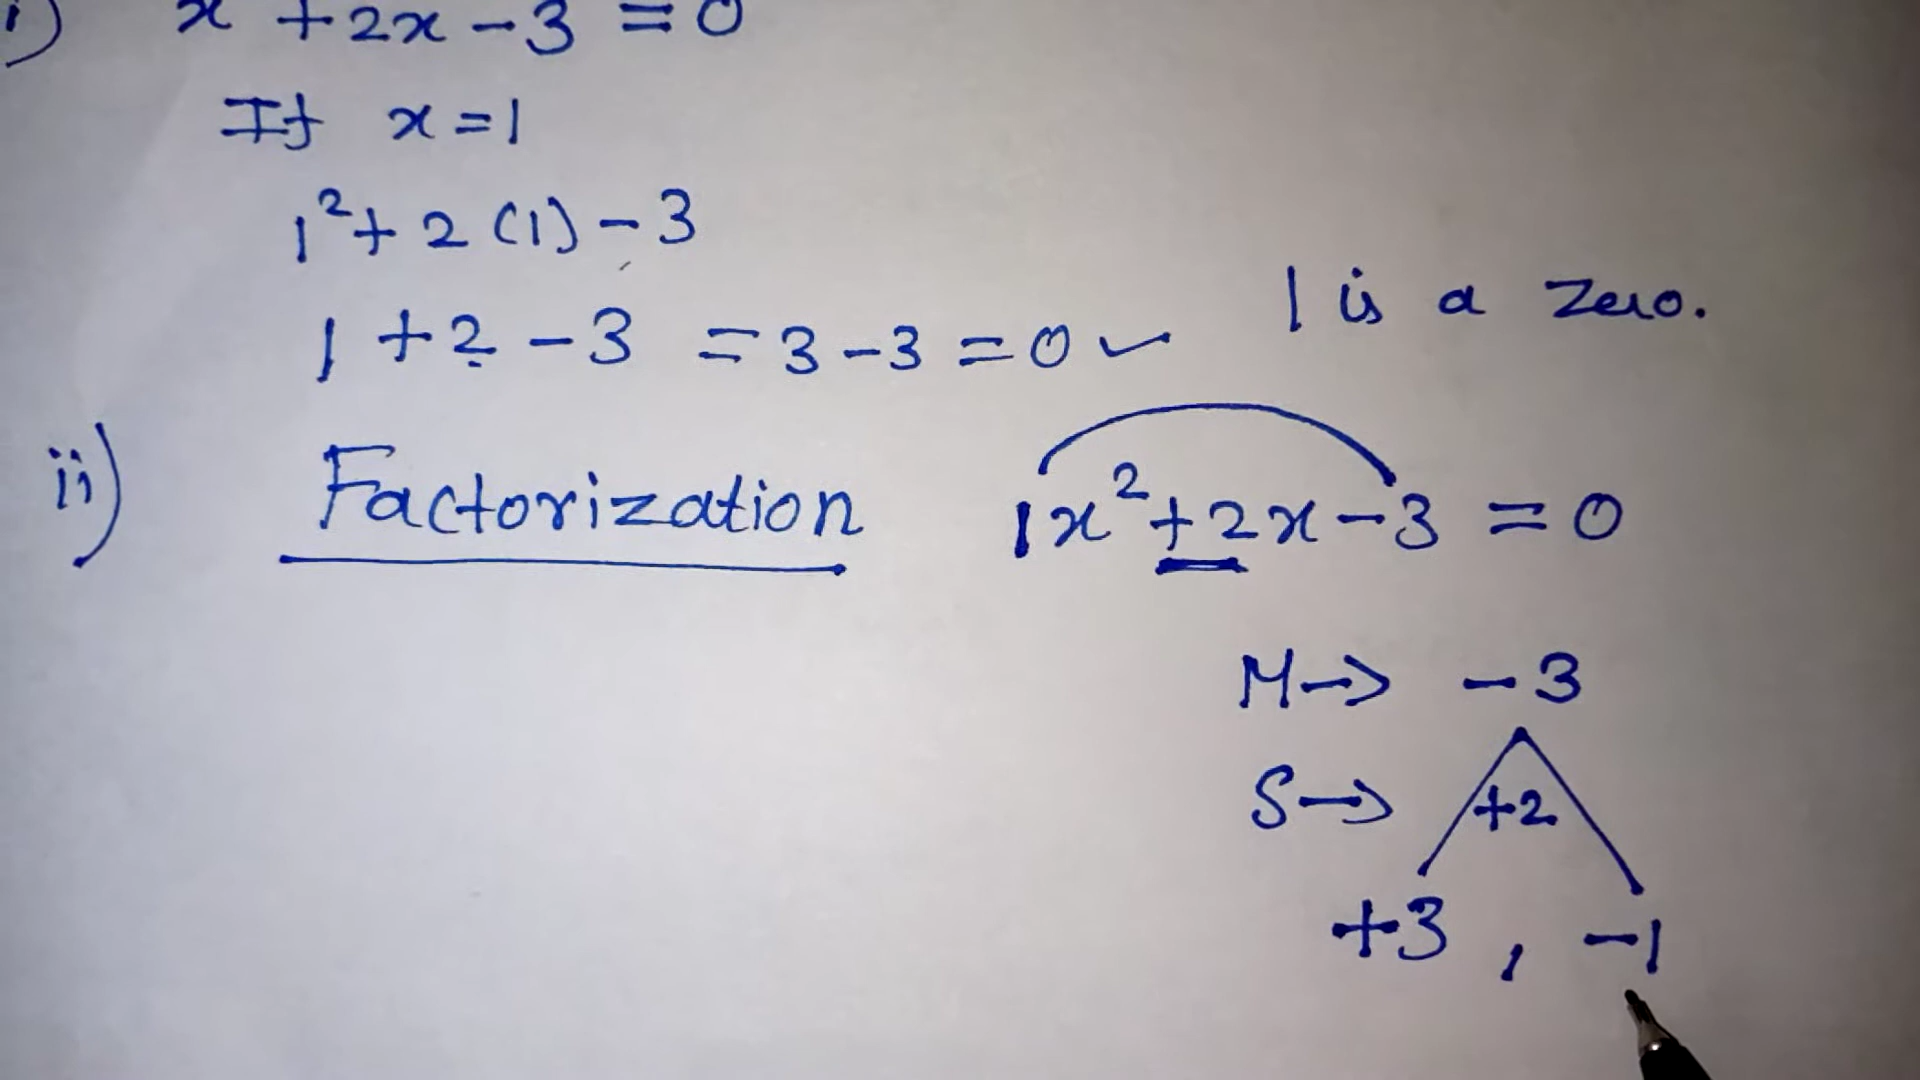 i) x +2x -3 = 0
If x = 1
1² + 2 (1) - 3
1 + 2 - 3 = 3 - 3 = 0 ✓
1 is a zero.
ii) Factorization 1x² + 2x - 3 = 0
M → - 3
S → +2
+3 , -1